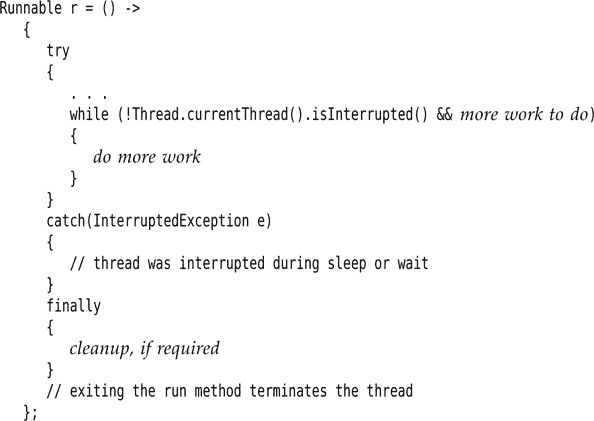 Runnable r = () ->
{
try
{
. . .
while (!Thread.currentThread().isInterrupted() && more work to do)
{
do more work
}
}
catch(InterruptedException e)
{
// thread was interrupted during sleep or wait
}
finally
{
cleanup, if required
}
// exiting the run method terminates the thread
};